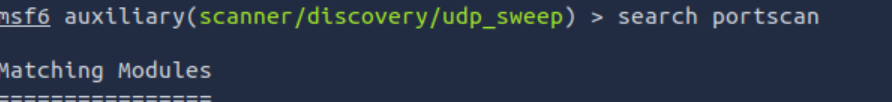 msf6 auxiliary(scanner/discovery/udp_sweep) > search portscan
Matching Modules
================